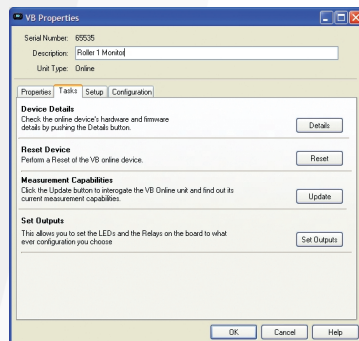 VB Properties
Serial Number: 65535
Description: Roller 1 Monitor
Unit Type: Online
Properties Tasks Setup Configuration
Device Details
Check the online device's hardware and firmware
details by pushing the Details button.
Details
Reset Device
Perform a Reset of the VB online device.
Reset
Measurement Capabilities
Click the Update button to interogate the VB Online unit and find out its
current measurement capabilities.
Update
Set Outputs
This allows you to set the LEDs and the Relays on the board to what
ever configuration you choose
Set Outputs
OK Cancel Help